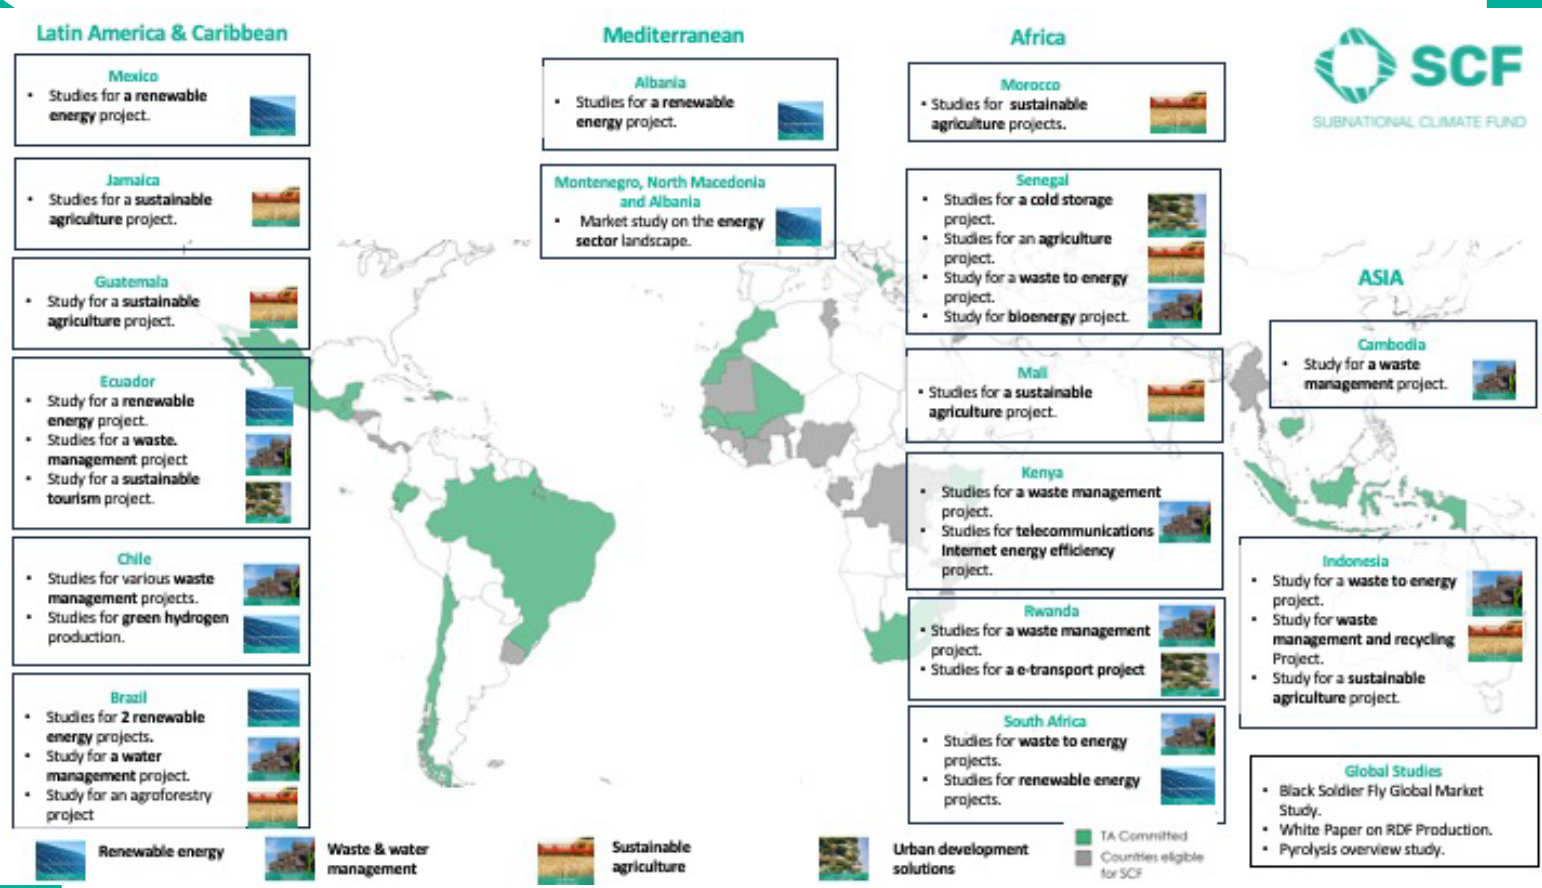 Latin America & Caribbean
Mexico
• Studies for a renewable
energy project.
Jamaica
• Studies for a sustainable
agriculture project.
Guatemala
• Study for a sustainable
agriculture project.
Ecuador
• Study for a renewable
energy project.
• Studies for a waste.
management project
• Study for a sustainable
tourism project.
Chile
• Studies for various waste
management projects.
• Studies for green hydrogen
production.
Brazil
• Studies for 2 renewable
energy projects.
• Study for a water
management project.
• Study for an agroforestry
project
Mediterranean
Albania
• Studies for a renewable
energy project.
Montenegro, North Macedonia
and Albania
• Market study on the energy
sector landscape.
Africa
Morocco
• Studies for sustainable
agriculture projects.
Senegal
• Studies for a cold storage
project.
• Studies for an agriculture
project.
• Study for a waste to energy
project.
• Study for bioenergy project.
Mali
• Studies for a sustainable
agriculture project.
Kenya
• Studies for a waste management
project.
• Studies for telecommunications
Internet energy efficiency
project.
Rwanda
• Studies for a waste management
project.
• Studies for a e-transport project
South Africa
• Studies for waste to energy
projects.
• Studies for renewable energy
projects.
SCF
SUBNATIONAL CLIMATE FUND
ASIA
Cambodia
• Study for a waste
management project.
Indonesia
• Study for a waste to energy
project.
• Study for waste
management and recycling
Project.
• Study for a sustainable
agriculture project.
Global Studies
• Black Soldier Fly Global Market
Study.
• White Paper on RDF Production.
• Pyrolysis overview study.
Renewable energy
Waste & water
management
Sustainable
agriculture
Urban development
solutions
TA Committed
Countries eligible
for SCF